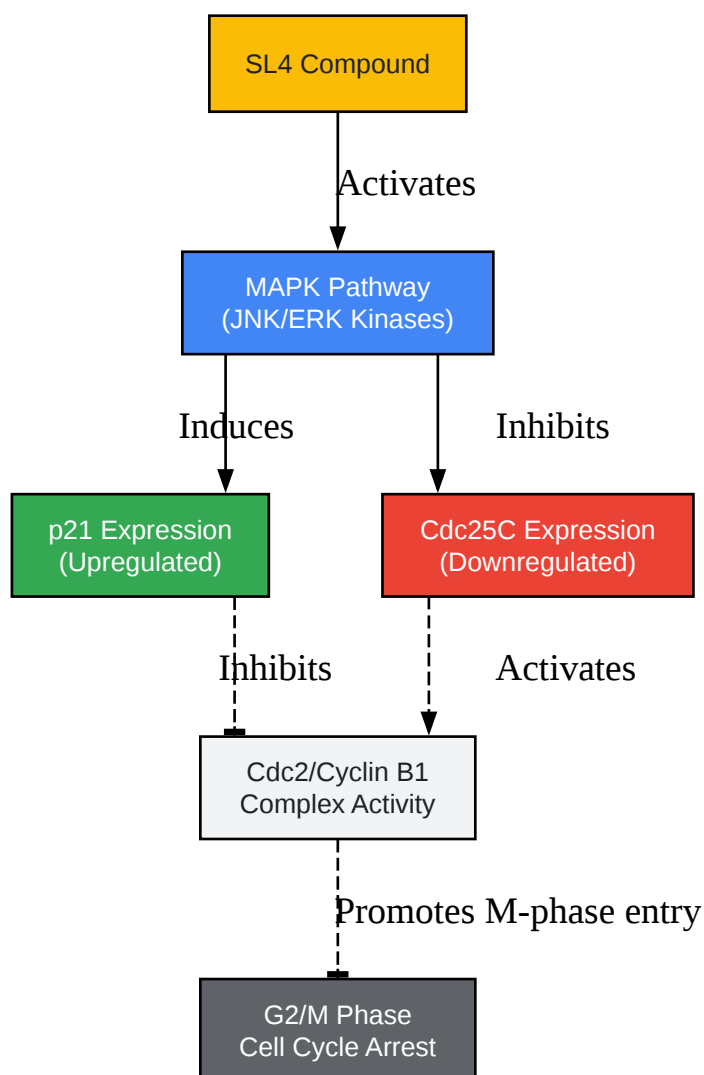 SL4 Compound
Activates
MAPK Pathway
(JNK/ERK Kinases)
Induces
Inhibits
p21 Expression
(Upregulated)
Cdc25C Expression
(Downregulated)
Inhibits
Activates
Cdc2/Cyclin B1
Complex Activity
Promotes M-phase entry
G2/M Phase
Cell Cycle Arrest